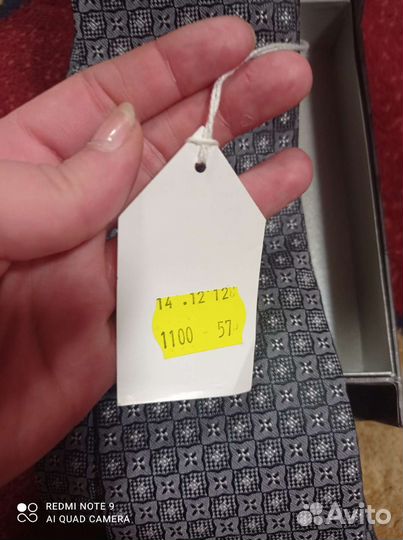 14 .12'12
1100 - 57
REDMI NOTE 9
AI QUAD CAMERA
Avito